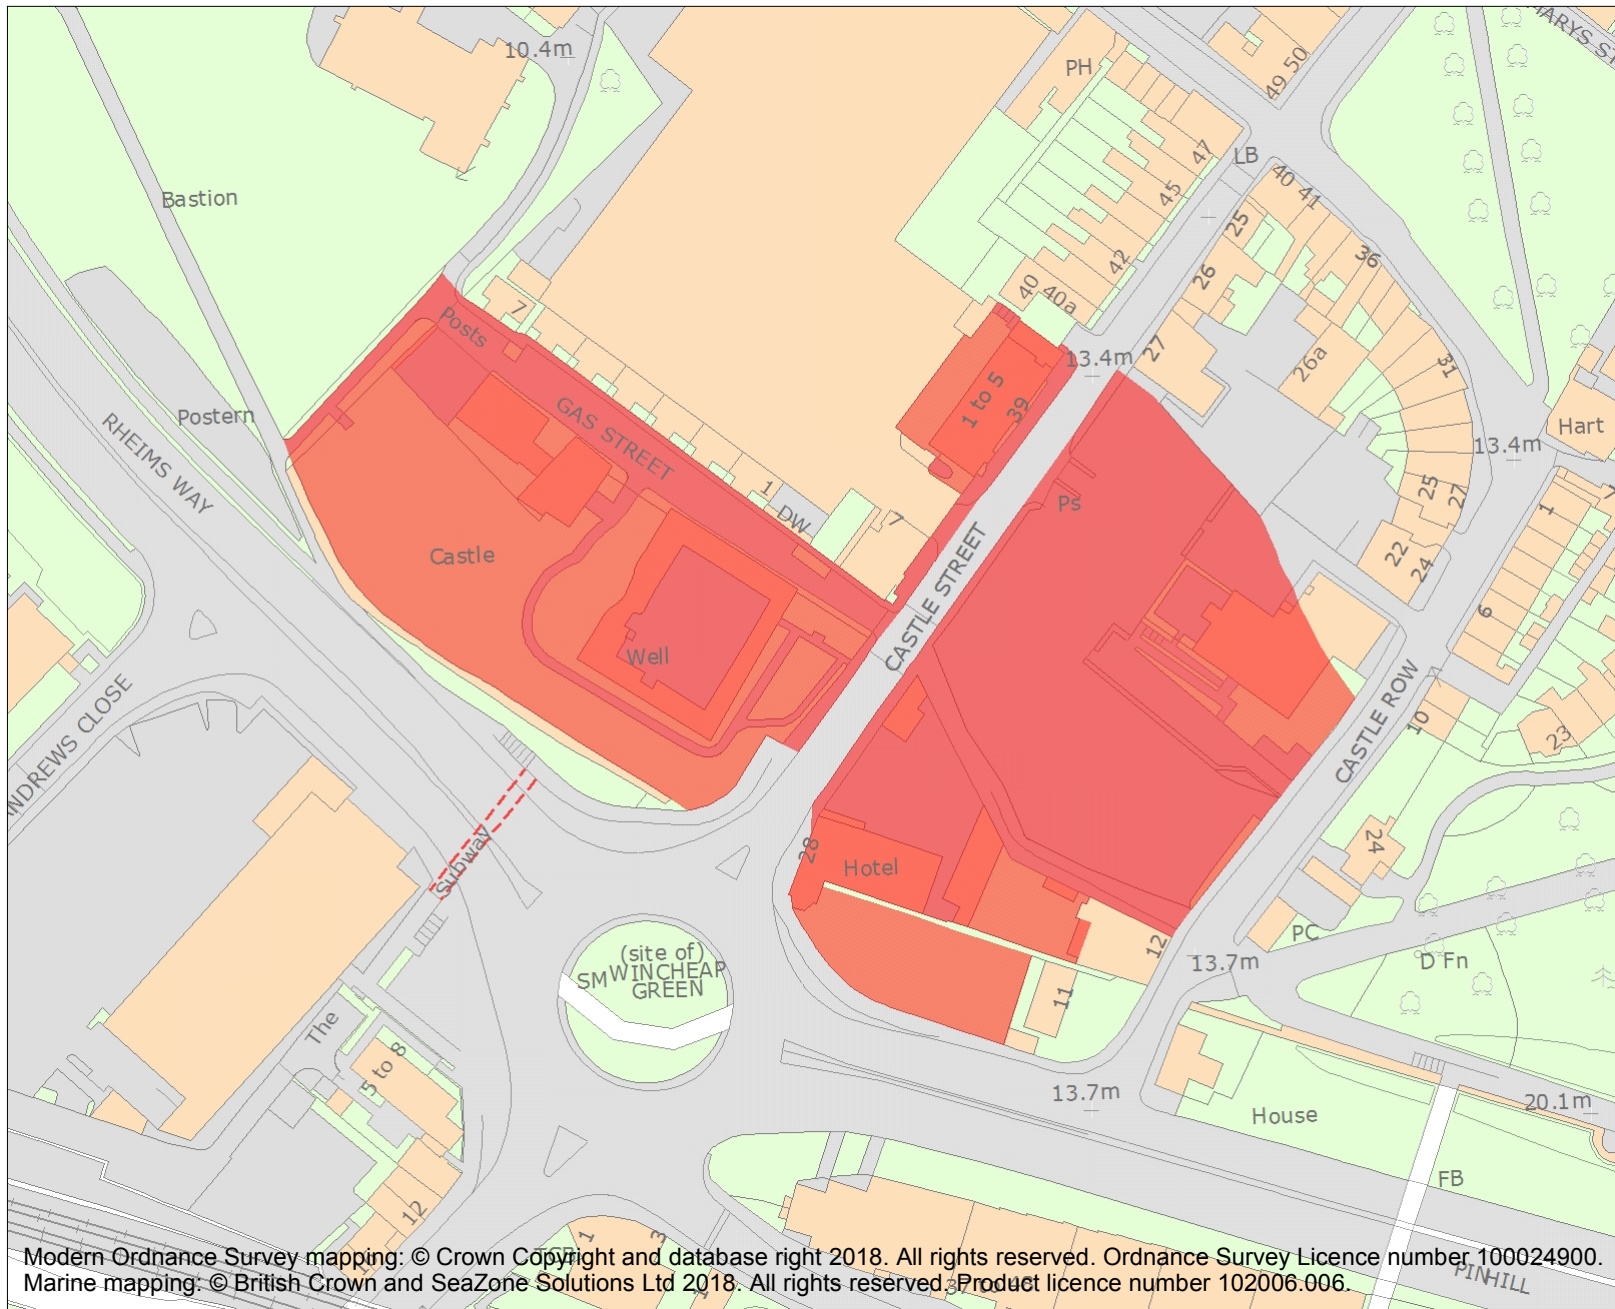 MARYS ST
10.4m
PH
49 50
47
LB
45
40 41
Bastion
25
42
36
26
40
40a
7
Posts
13.4m
27
26a
31
1 to 5
39
Postern
GAS STREET
Hart
RHEIMS WAY
13.4m
25
27
1
7
Ps
1
DW
7
22
24
Castle
CASTLE STREET
6
Well
CASTLE ROW
10
23
ANDREWS CLOSE
28
Hotel
24
Subway
PC
12
13.7m
D Fn
(site of)
SM
WINCHEAP
GREEN
11
The
5 to 8
13.7m
House
20.1m
FB
12
1
3
TCB
PINHILL
Modern Ordnance Survey mapping: © Crown Copyright and database right 2018. All rights reserved. Ordnance Survey Licence number 100024900.
Marine mapping: © British Crown and SeaZone Solutions Ltd 2018. All rights reserved. Product licence number 102006.006.